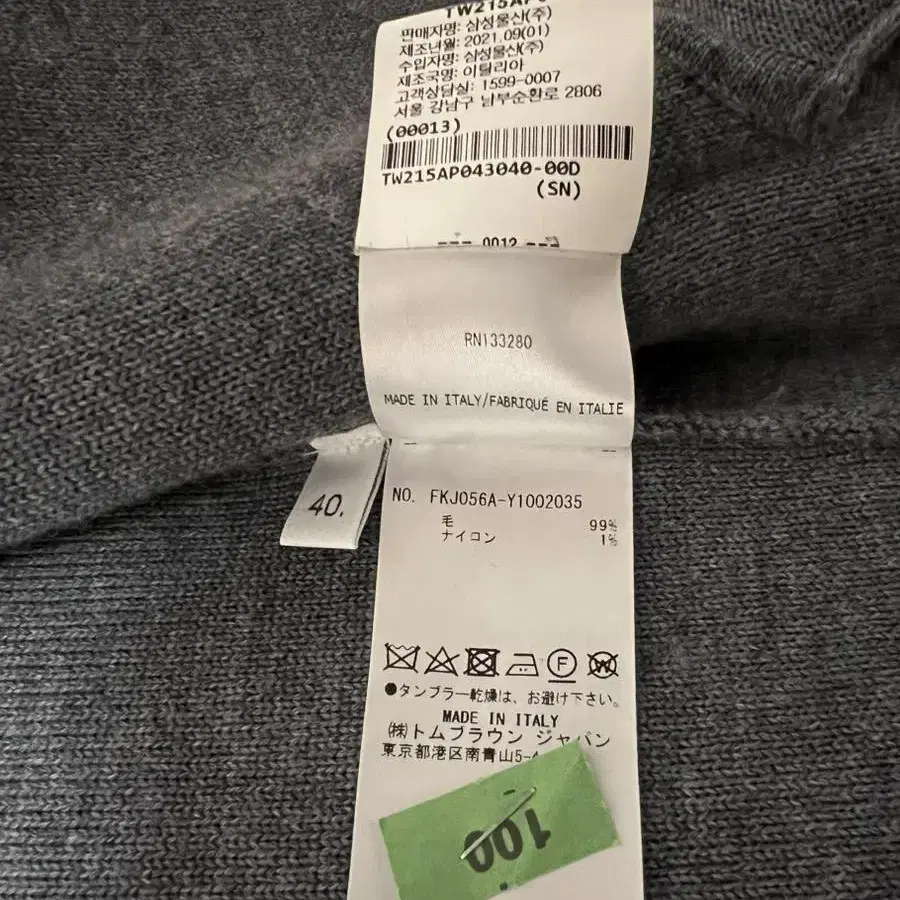 판매자명: 삼성물산(주)
제조년월: 2021.09(01)
수입자명: 삼성물산(주)
제조국명: 이탈리아
고객상담실: 1599-0007
서울 강남구 남부순환로 2806
(00013)
TW215AP043040-00D
(SN)
0012
RN133280
MADE IN ITALY/FABRIQUÉ EN ITALIE
40.
NO. FKJ056A-Y1002035
毛 99%
ナイロン 1%
F W
●タンブラー乾燥は、お避け下さい。
MADE IN ITALY
㈱トムブラウン ジャパン
東京都港区南青山5-4
100